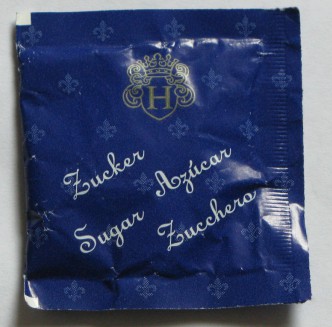 H
Zucker Azúcar
Sugar Zucchero